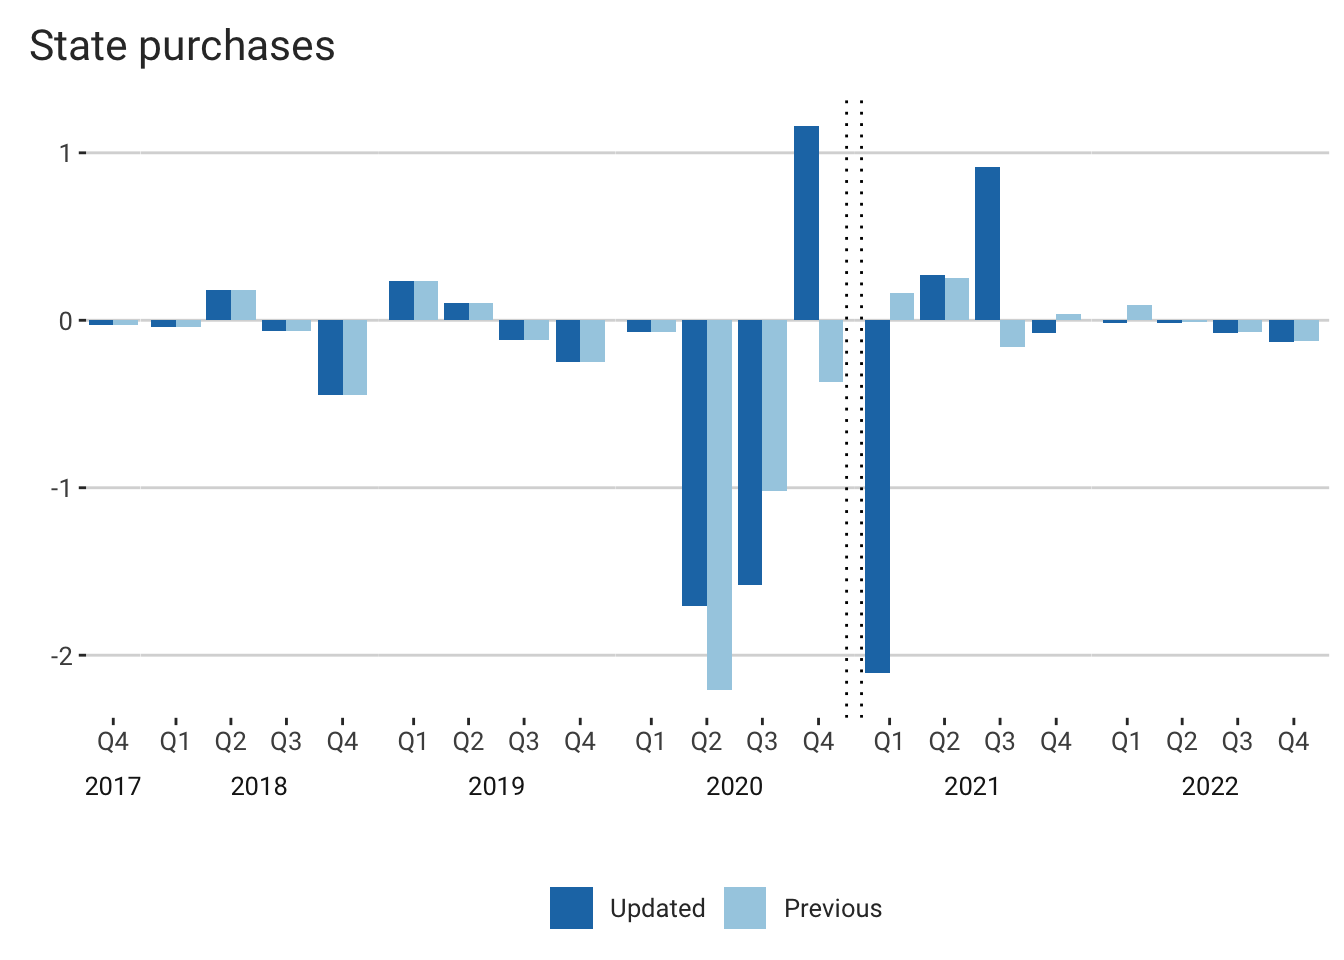 State purchases
1
0
-1
-2
Q4 Q1 Q2 Q3 Q4 Q1 Q2 Q3 Q4 Q1 Q2 Q3 Q4 Q1 Q2 Q3 Q4 Q1 Q2 Q3 Q4
2017 2018 2019 2020 2021 2022
Updated Previous